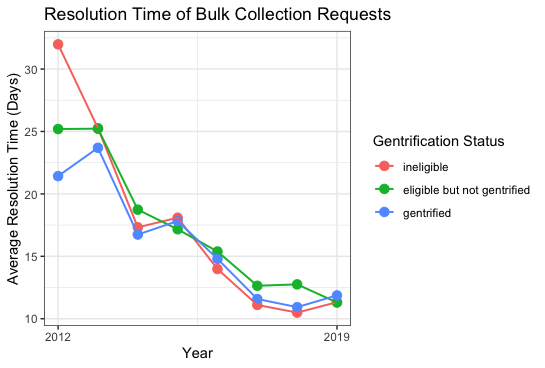 Resolution Time of Bulk Collection Requests
Average Resolution Time (Days)
30
25
20
15
10
2012
2019
Year
Gentrification Status
ineligible
eligible but not gentrified
gentrified